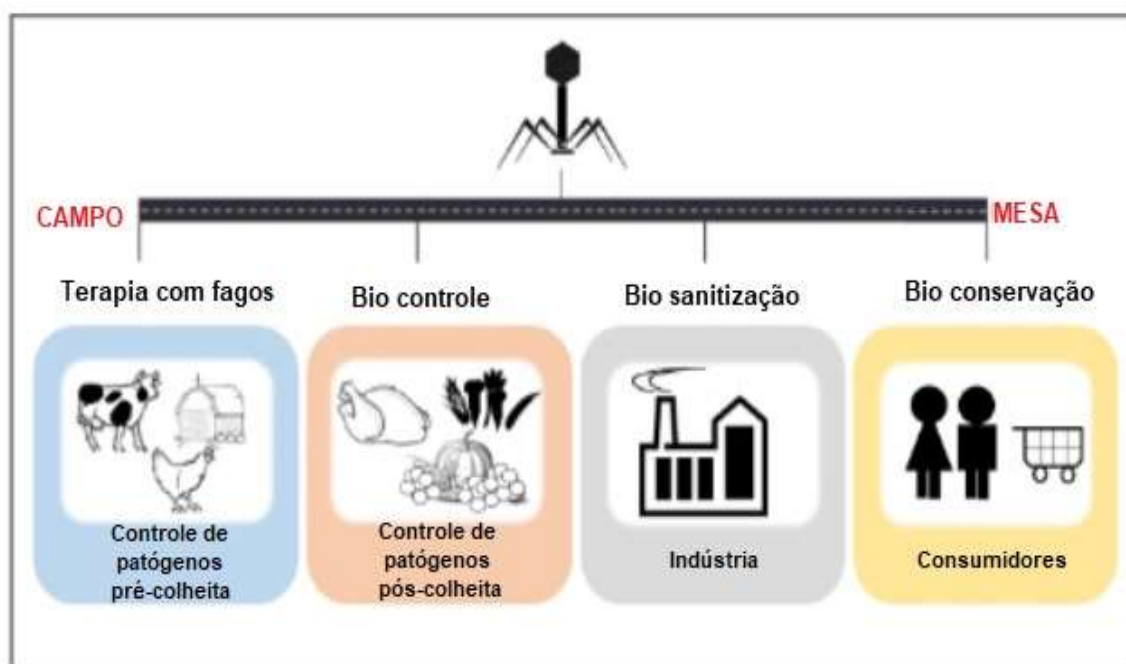 CAMPO
MESA
Terapia com fagos
Bio controle
Bio sanitização
Bio conservação
Controle de
patógenos
pré-colheita
Controle de
patógenos
pós-colheita
Indústria
Consumidores